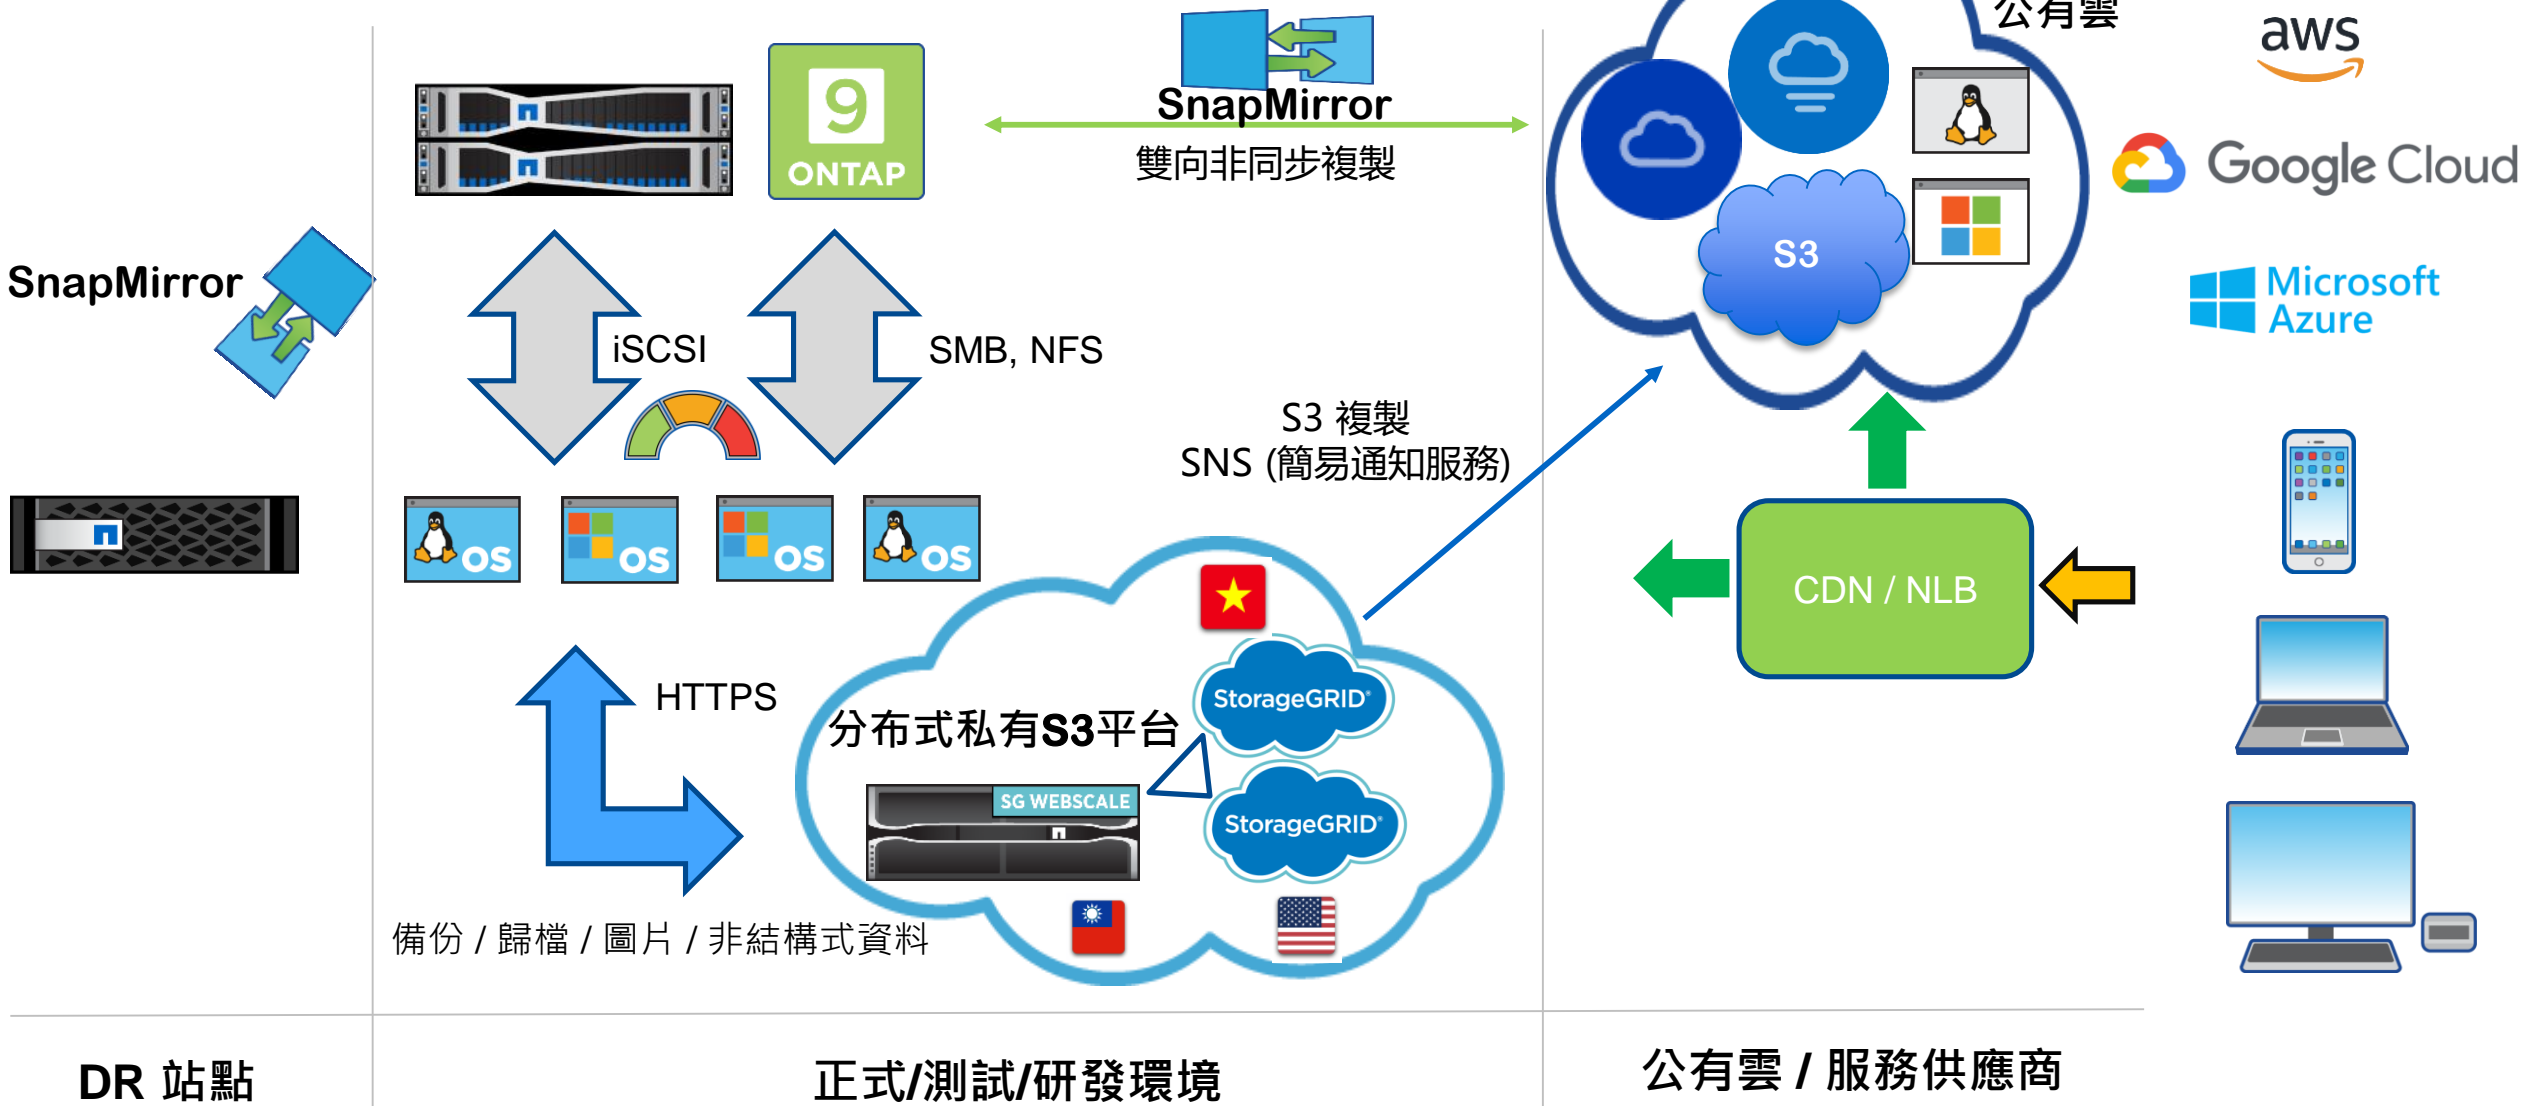 公有雲
aws
9
ONTAP
SnapMirror
雙向非同步複製
Google Cloud
S3
SnapMirror
Microsoft
Azure
iSCSI
SMB, NFS
S3 複製
SNS (簡易通知服務)
OS
OS
OS
OS
CDN / NLB
HTTPS
StorageGRID®
分布式私有S3平台
SG WEBSCALE
StorageGRID®
備份 / 歸檔 / 圖片 / 非結構式資料
DR 站點
正式/測試/研發環境
公有雲 / 服務供應商